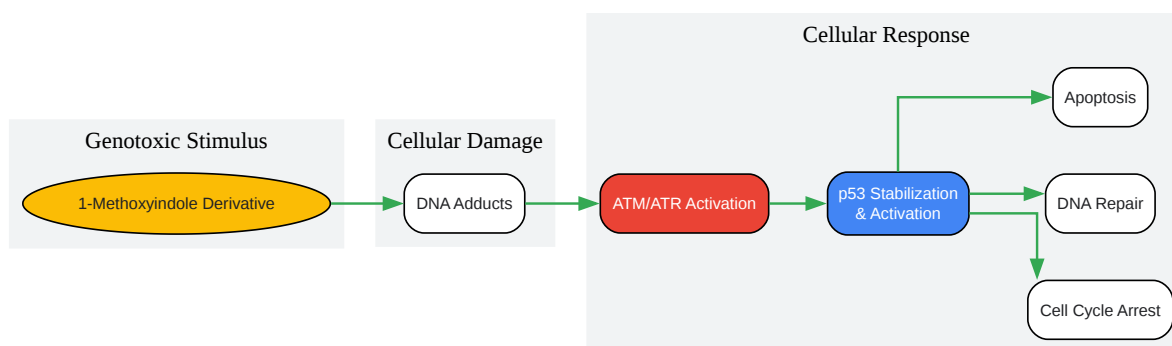 Genotoxic Stimulus
1-Methoxyindole Derivative
Cellular Damage
DNA Adducts
Cellular Response
ATM/ATR Activation
p53 Stabilization
& Activation
Apoptosis
DNA Repair
Cell Cycle Arrest